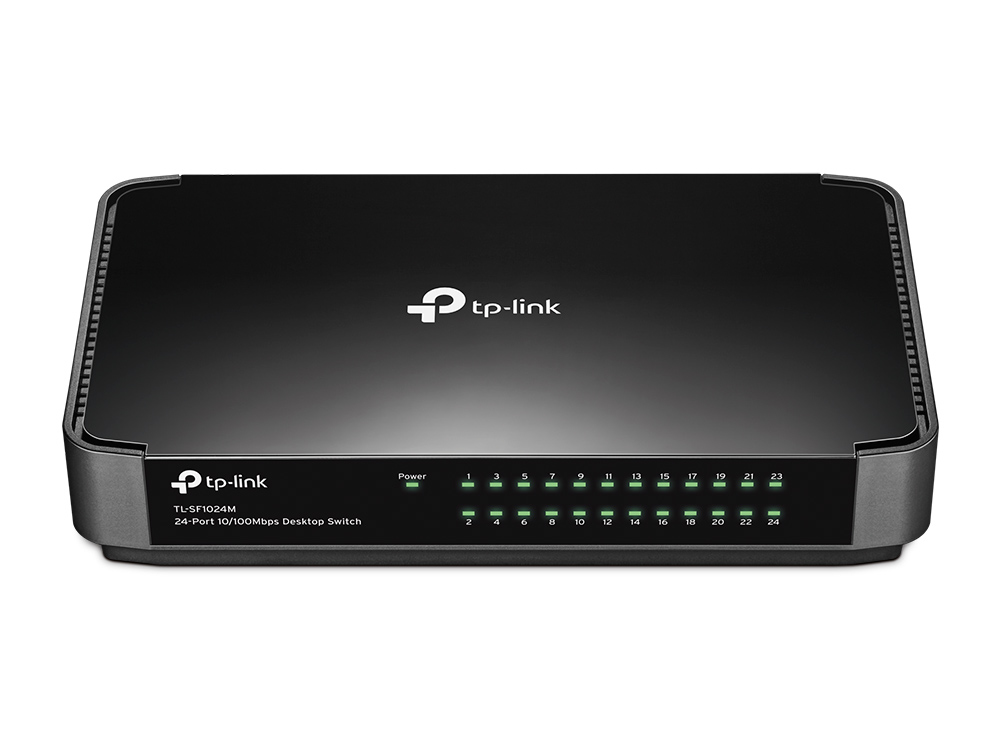 tp-link
tp-link
TL-SF1024M
24-Port 10/100Mbps Desktop Switch
Power
1 3 5 7 9 11 13 15 17 19 21 23
2 4 6 8 10 12 14 16 18 20 22 24